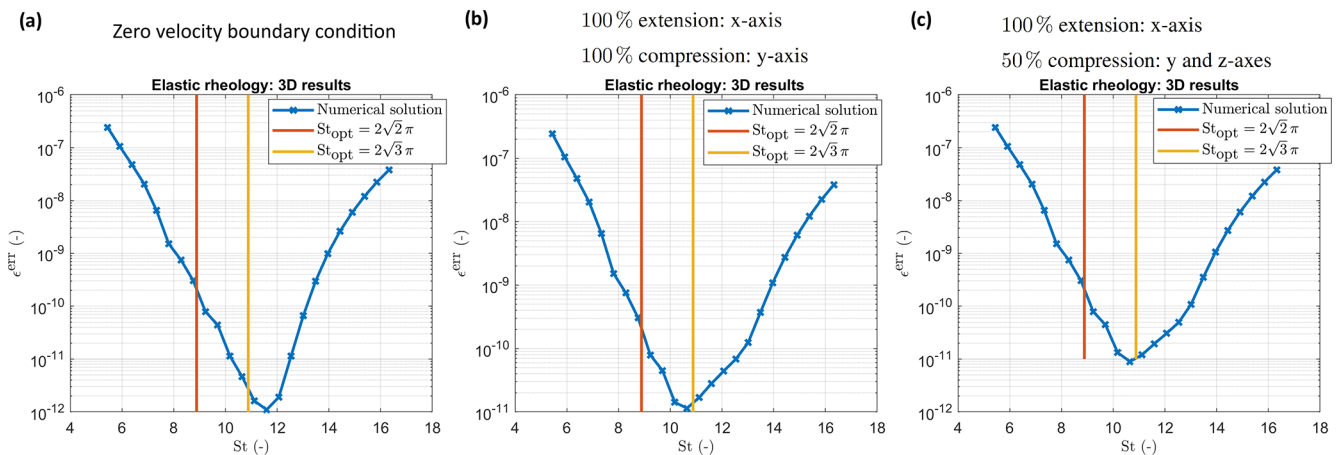 (a)
Zero velocity boundary condition
Elastic rheology: 3D results
10^-6
10^-7
10^-8
10^-9
10^-10
10^-11
10^-12
ϵ^err (-)
4 6 8 10 12 14 16 18
St (-)
Numerical solution
St_opt = 2√2 π
St_opt = 2√3 π
(b)
100 % extension: x-axis
100 % compression: y-axis
Elastic rheology: 3D results
10^-6
10^-7
10^-8
10^-9
10^-10
10^-11
ϵ^err (-)
4 6 8 10 12 14 16 18
St (-)
Numerical solution
St_opt = 2√2 π
St_opt = 2√3 π
(c)
100 % extension: x-axis
50 % compression: y and z-axes
Elastic rheology: 3D results
10^-6
10^-7
10^-8
10^-9
10^-10
10^-11
10^-12
ϵ^err (-)
4 6 8 10 12 14 16 18
St (-)
Numerical solution
St_opt = 2√2 π
St_opt = 2√3 π